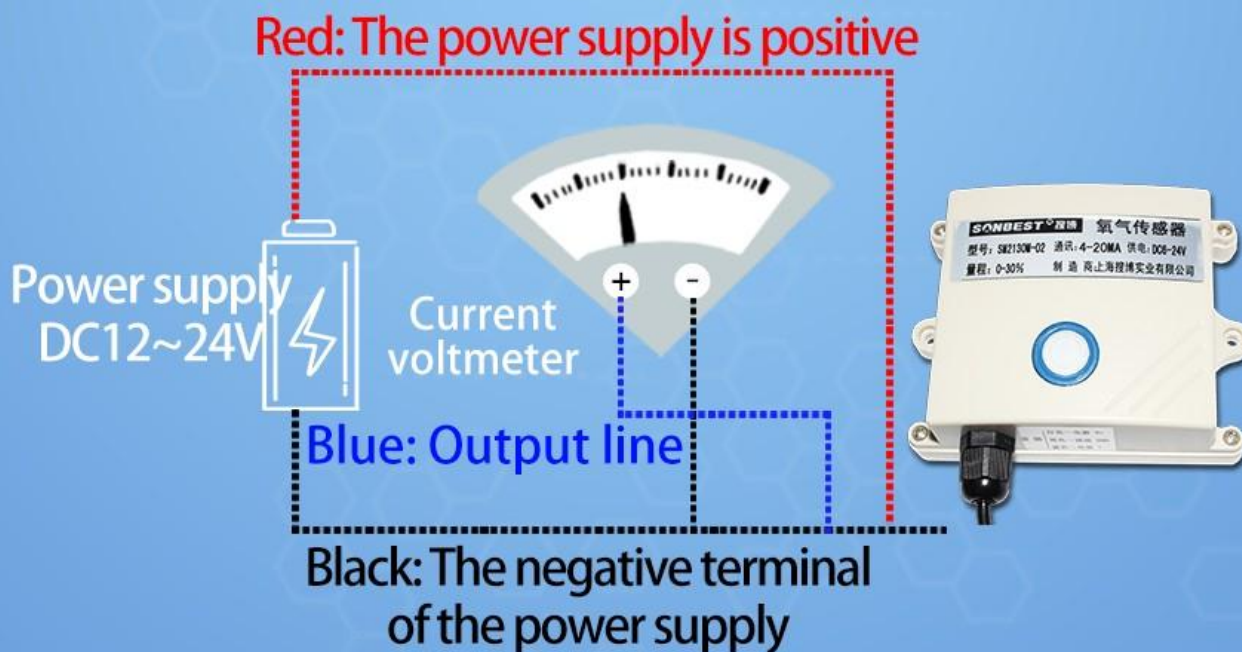 Red: The power supply is positive
Power supply
DC12~24V
Current
voltmeter
+ -
Blue: Output line
Black: The negative terminal
of the power supply
SONBEST® 搜博 氧气传感器
型号: SM2130M-02 通讯: 4-20MA 供电: DC6-24V
量程: 0-30% 制 造 商:上海搜博实业有限公司